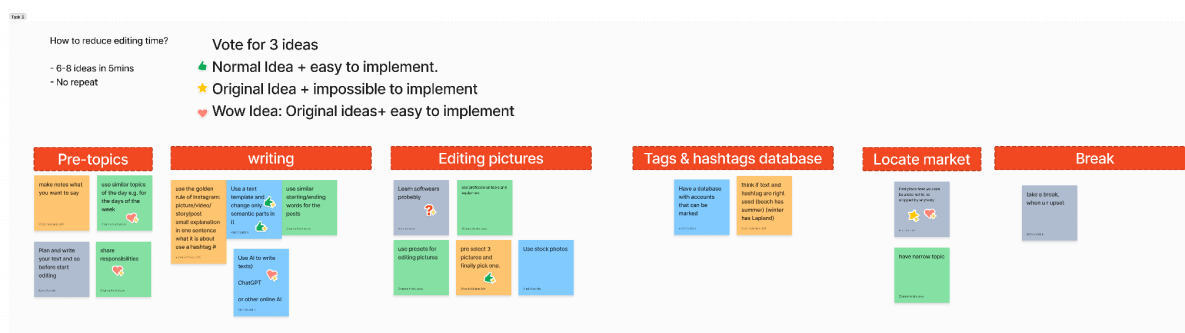 Task 2
How to reduce editing time?
- 6-8 ideas in 5mins
- No repeat
Vote for 3 ideas
Normal Idea + easy to implement.
Original Idea + impossible to implement
Wow Idea: Original ideas+ easy to implement
Pre-topics
make notes what
you want to say
use similar topics
of the day e.g. for
the days of the
week
Plan and write
your text and so
before start
editing
share
responsibilities
writing
use the golden
rule of Instagram:
picture/video/
story/post
small explanation
in one sentence
what it is about
use a hashtag #
Use a text
template and
change only
semantic parts in
it
use similar
starting/ending
words for the
posts
Use AI to write
texts)
ChatGPT
or other online AI
Editing pictures
Learn softwears
probably
use presets for
editing pictures
pre select 3
pictures and
finally pick one.
Use stock photos
Tags & hashtags database
Have a database
with accounts
that can be
marked
think if text and
hashtag are right
used (beach has
summer) (winter
has Lapland)
Locate market
have narrow topic
Break
take a break,
when u r upset